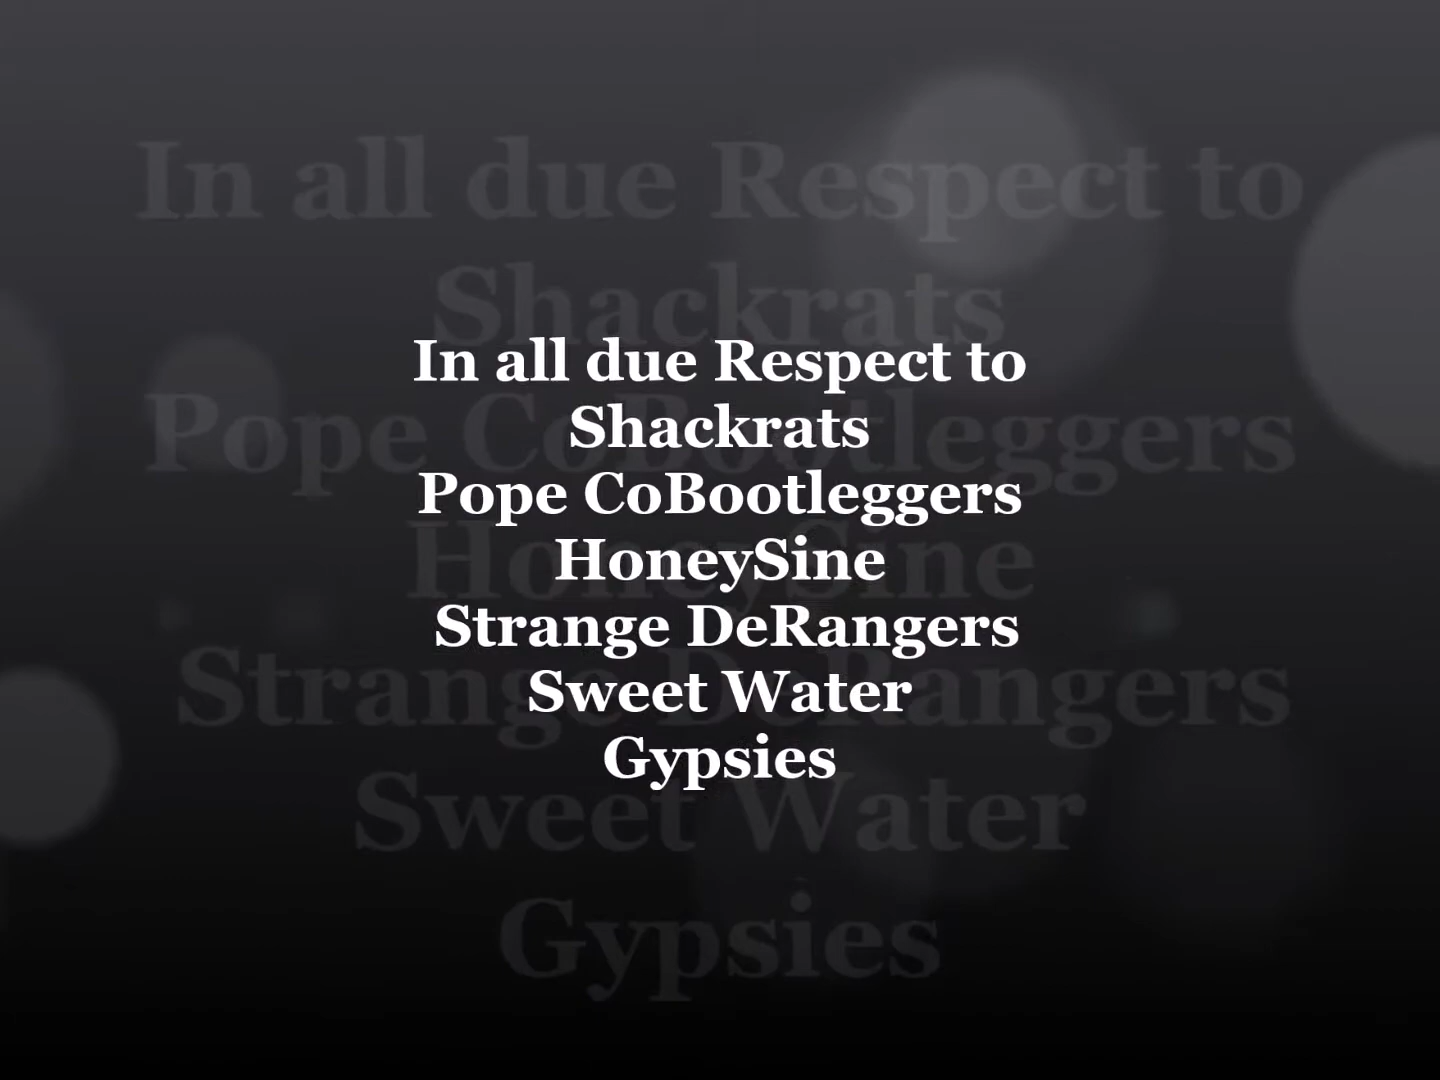 In all due Respect to
Shackrats
Pope CoBootleggers
HoneySine
Strange DeRangers
Sweet Water
Gypsies